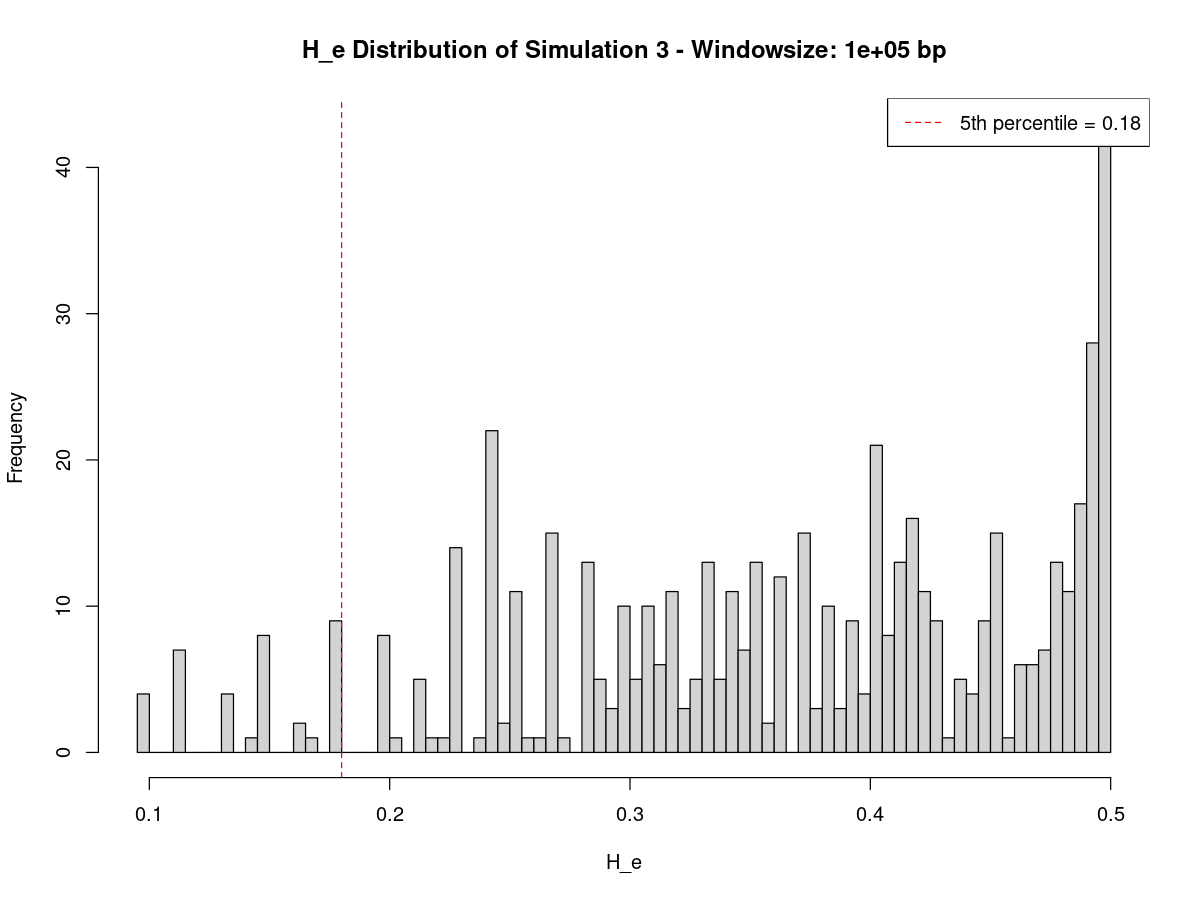 H_e Distribution of Simulation 3 - Windowsize: 1e+05 bp
5th percentile = 0.18
Frequency
40
30
20
10
0
0.1 0.2 0.3 0.4 0.5
H_e